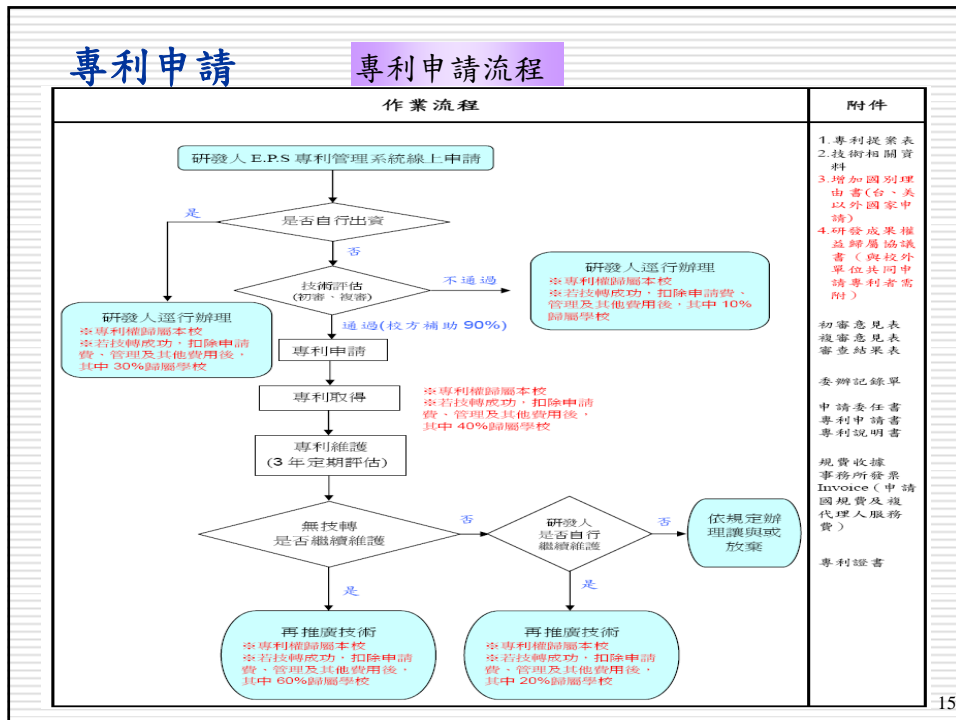 專利申請
專利申請流程
作業流程
附件
研發人 E.P.S 專利管理系統線上申請
是
是否自行出資
否
技術評估
(初審、複審)
不通過
研發人逕行辦理
※專利權歸屬本校
※若技轉成功，扣除申請費、
管理及其他費用後，其中 10%
歸屬學校
研發人逕行辦理
※專利權歸屬本校
※若技轉成功，扣除申請
費、管理及其他費用後，
其中 30%歸屬學校
通過(校方補助 90%)
專利申請
專利取得
※專利權歸屬本校
※若技轉成功，扣除申請
費、管理及其他費用後，
其中 40%歸屬學校
專利維護
(3 年定期評估)
無技轉
是否繼續維護
否
研發人
是否自行
繼續維護
否
依規定辦
理讓與或
放棄
是
是
再推廣技術
※專利權歸屬本校
※若技轉成功，扣除申請
費、管理及其他費用後，
其中 60%歸屬學校
再推廣技術
※專利權歸屬本校
※若技轉成功，扣除申請
費、管理及其他費用後，
其中 20%歸屬學校
1.專利提案表
2.技術相關資
料
3.增加國別理
由書(台、美
以外國家申
請)
4.研發成果權
益歸屬協議
書（與校外
單位共同申
請專利者需
附）
初審意見表
複審意見表
審查結果表
委辦記錄單
申請委任書
專利申請書
專利說明書
規費收據
事務所發票
Invoice（申請
國規費及複
代理人服務
費）
專利證書
15